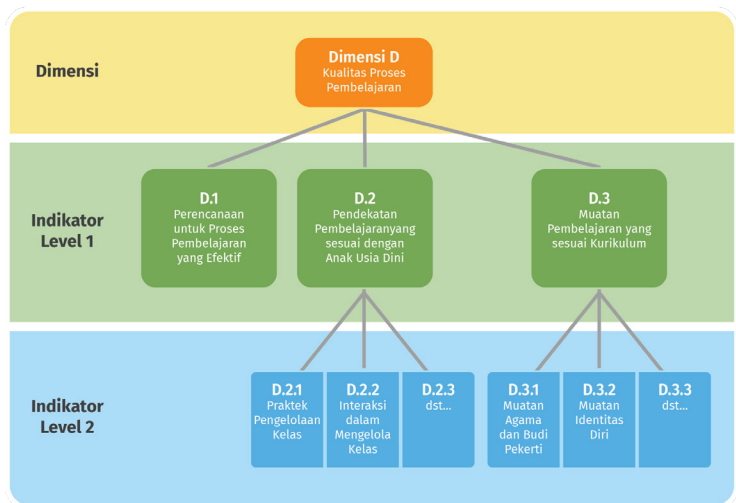 Dimensi
Dimensi D
Kualitas Proses
Pembelajaran
Indikator
Level 1
D.1
Perencanaan
untuk Proses
Pembelajaran
yang Efektif
D.2
Pendekatan
Pembelajaranyang
sesuai dengan
Anak Usia Dini
D.3
Muatan
Pembelajaran yang
sesuai Kurikulum
Indikator
Level 2
D.2.1
Praktek
Pengelolaan
Kelas
D.2.2
Interaksi
dalam
Mengelola
Kelas
D.2.3
dst...
D.3.1
Muatan
Agama
dan Budi
Pekerti
D.3.2
Muatan
Identitas
Diri
D.3.3
dst...